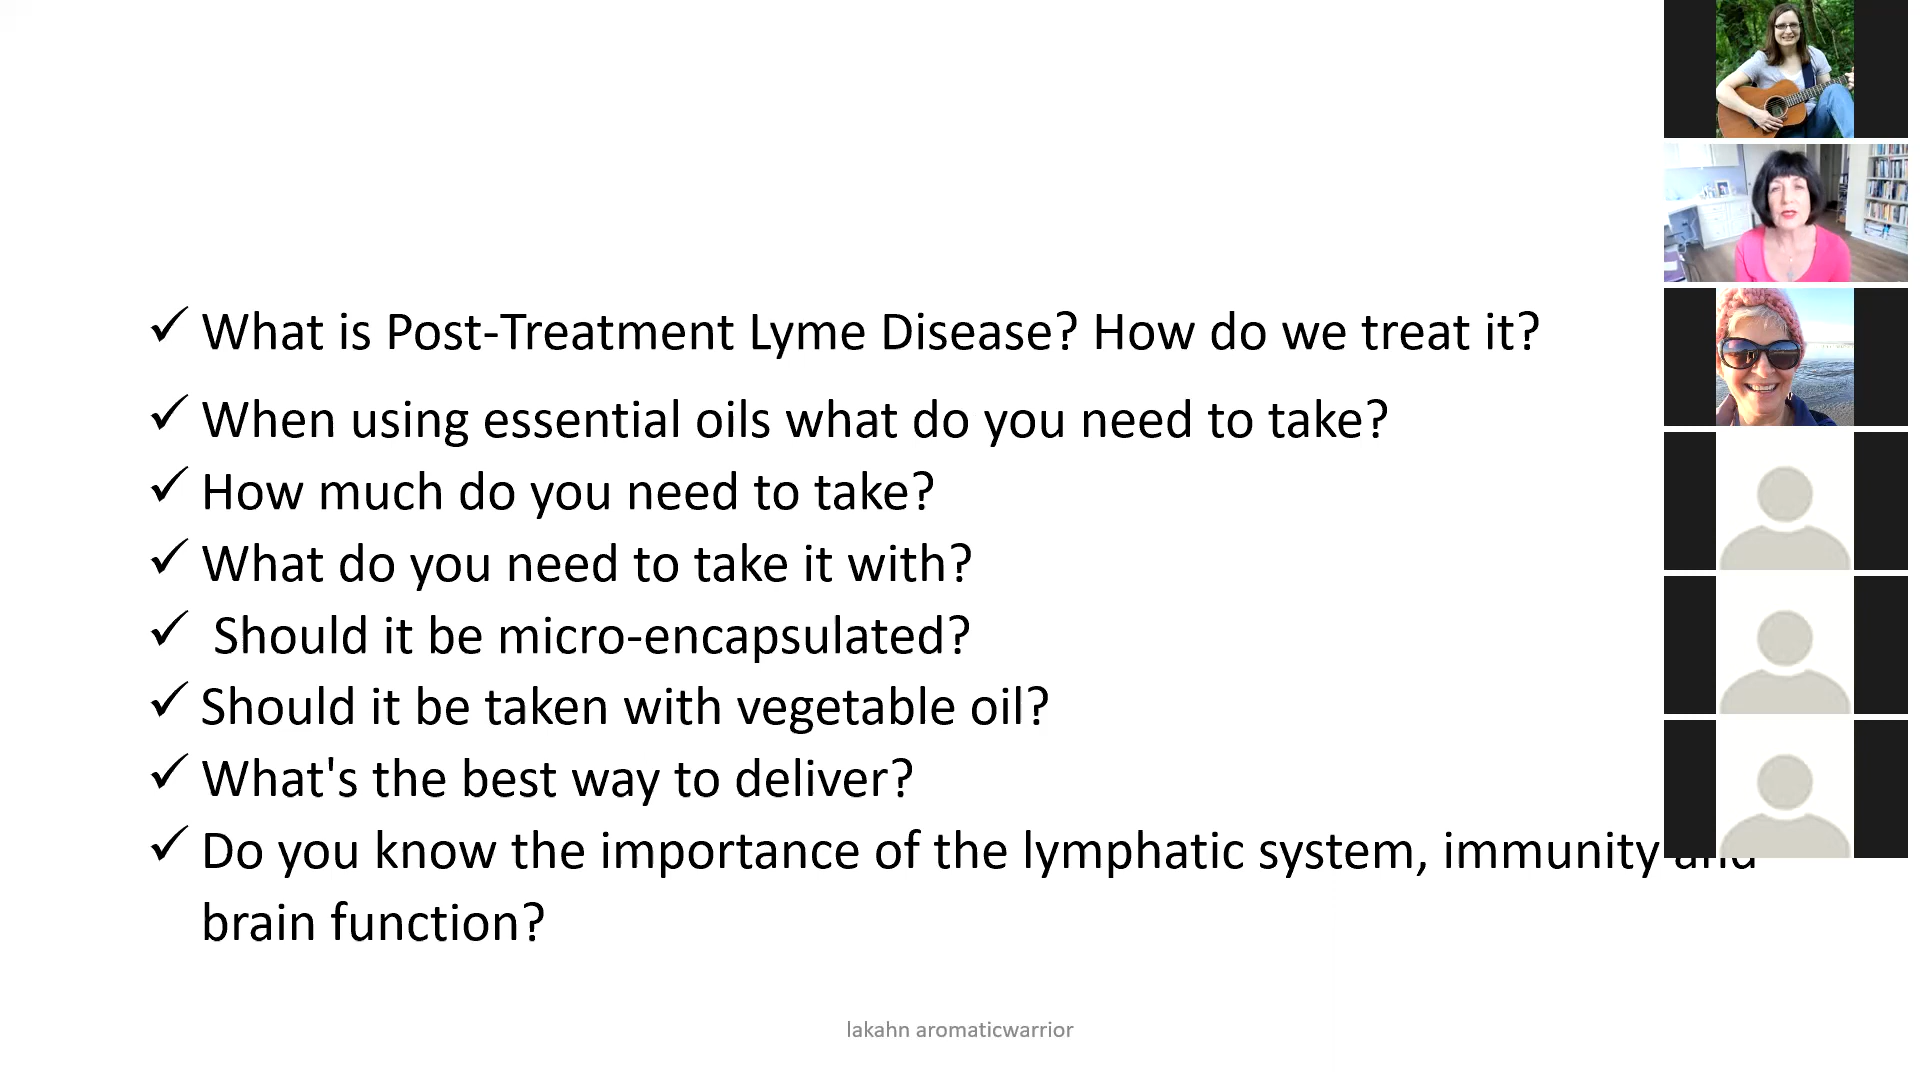 What is Post-Treatment Lyme Disease? How do we treat it?
When using essential oils what do you need to take?
How much do you need to take?
What do you need to take it with?
Should it be micro-encapsulated?
Should it be taken with vegetable oil?
What's the best way to deliver?
Do you know the importance of the lymphatic system, immunity and
brain function?
lakahn aromaticwarrior